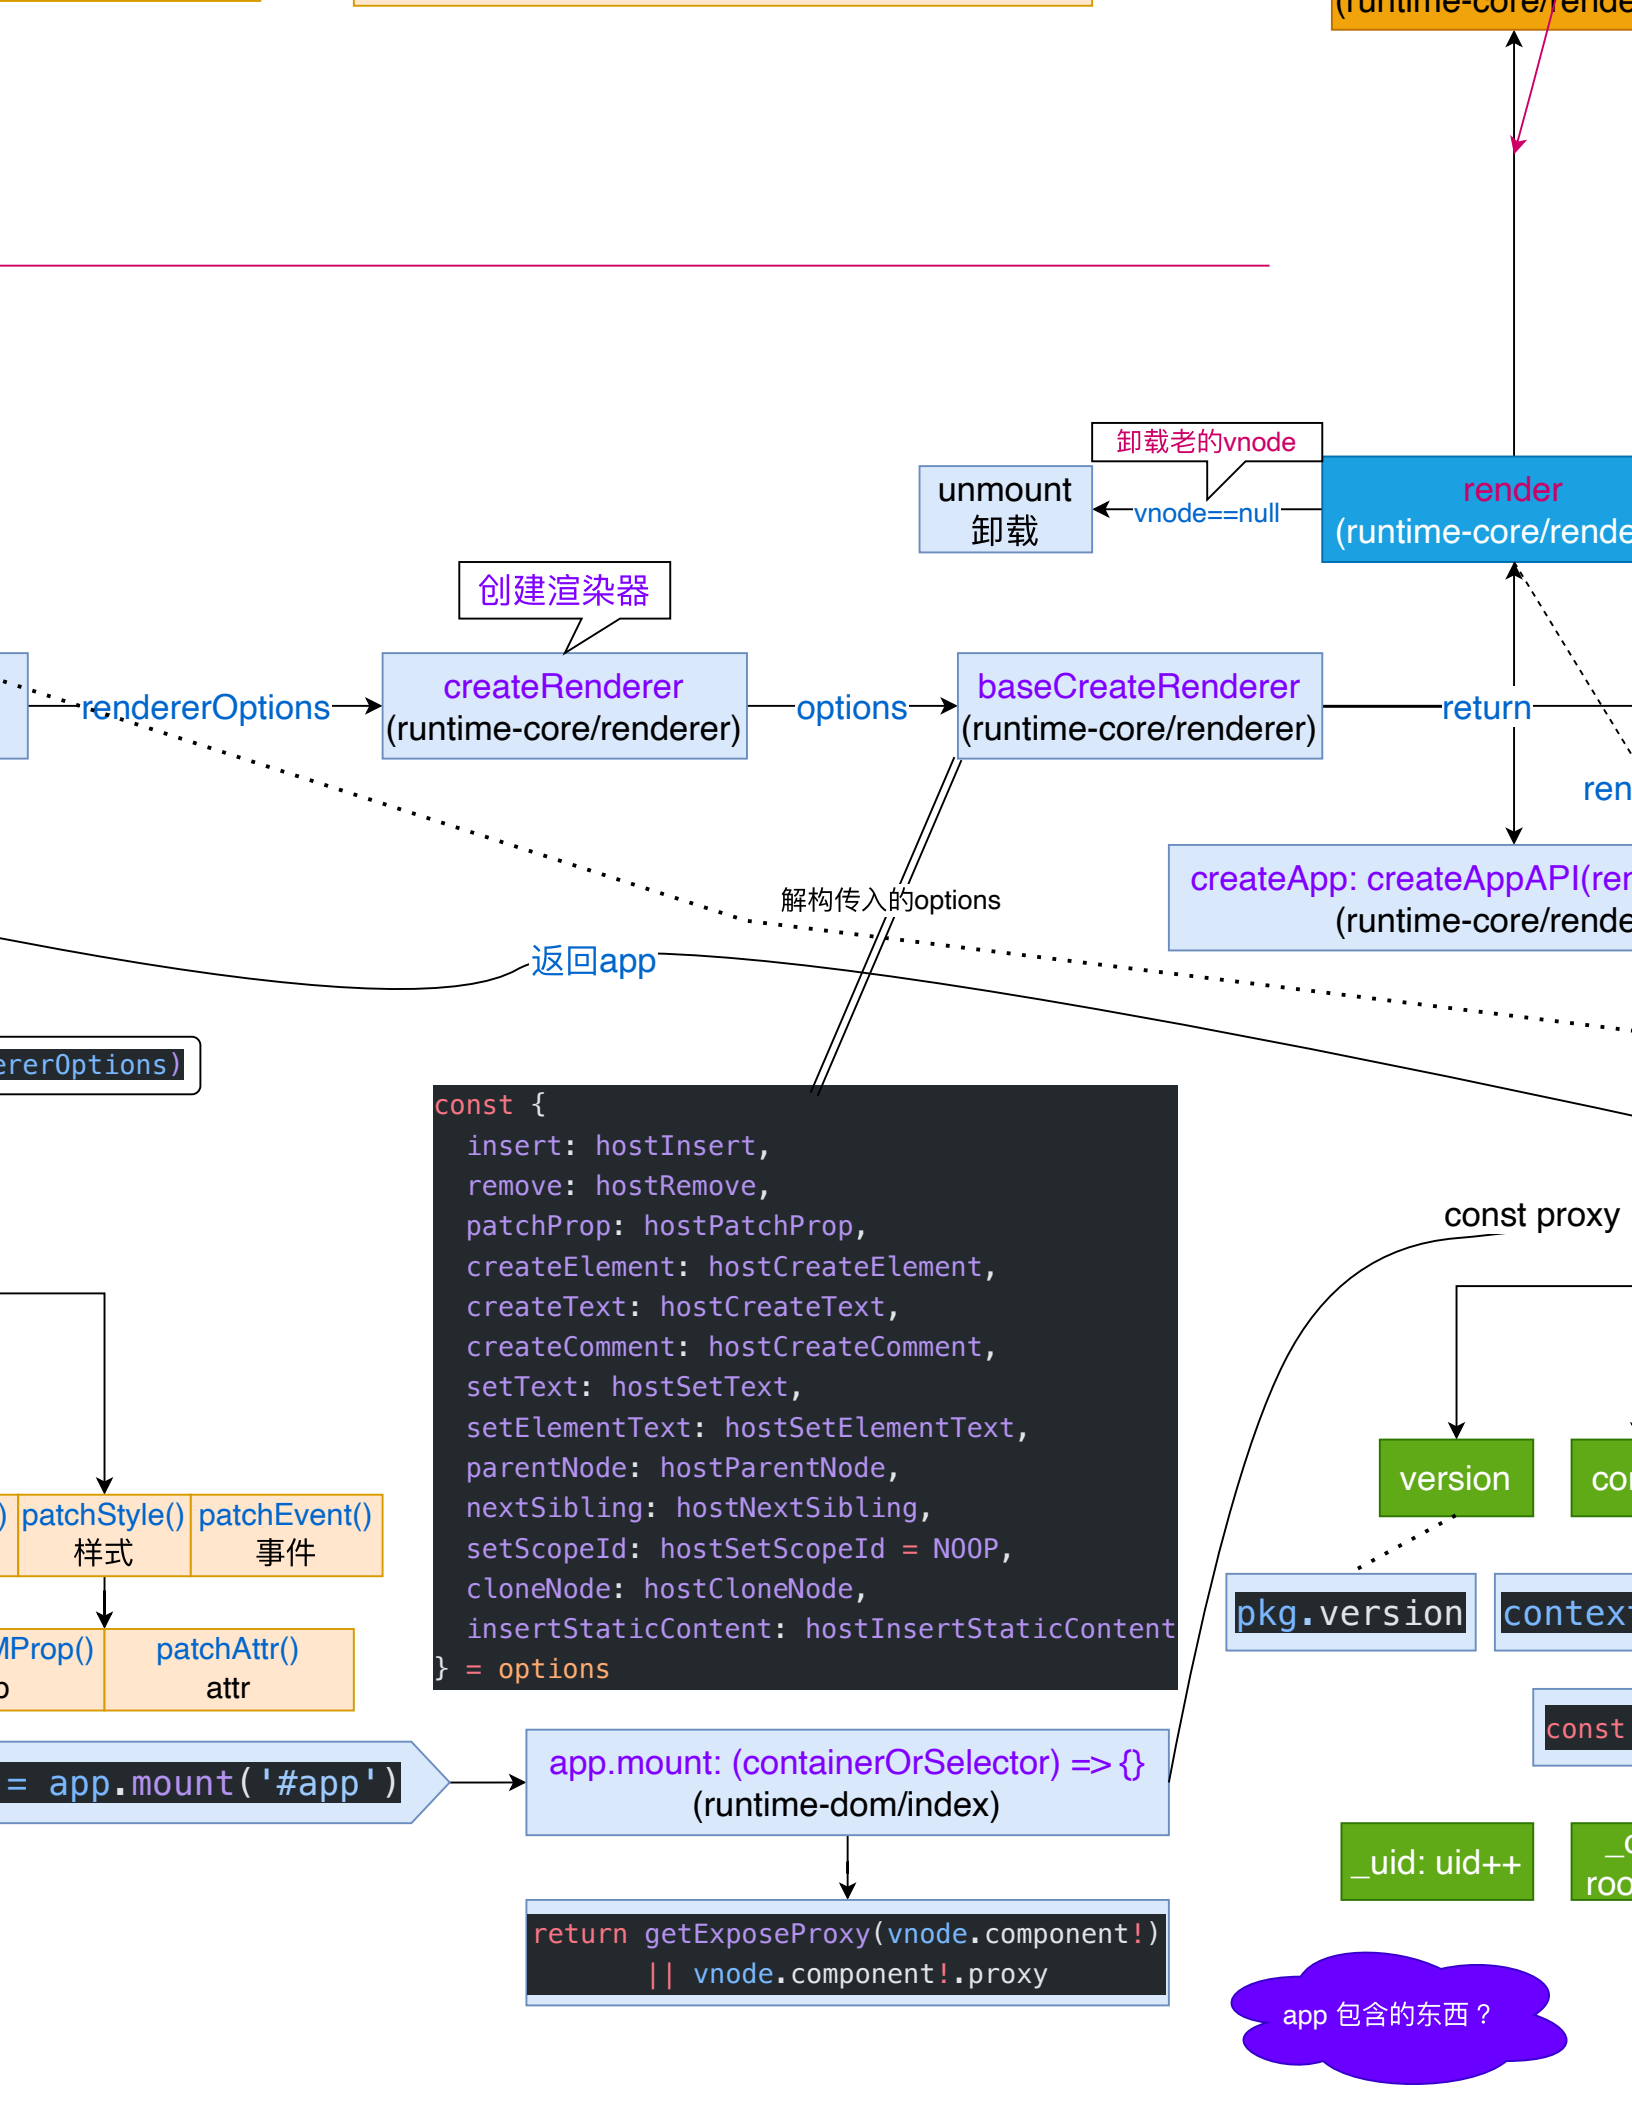 (runtime-core/rende
卸载老的vnode
unmount
卸载
vnode==null
render
(runtime-core/rende
创建渲染器
rendererOptions
createRenderer
(runtime-core/renderer)
options
baseCreateRenderer
(runtime-core/renderer)
return
ren
createApp: createAppAPI(ren
(runtime-core/rende
解构传入的options
返回app
ererOptions)
const {
insert: hostInsert,
remove: hostRemove,
patchProp: hostPatchProp,
createElement: hostCreateElement,
createText: hostCreateText,
createComment: hostCreateComment,
setText: hostSetText,
setElementText: hostSetElementText,
parentNode: hostParentNode,
nextSibling: hostNextSibling,
setScopeId: hostSetScopeId = NOOP,
cloneNode: hostCloneNode,
insertStaticContent: hostInsertStaticContent
} = options
const proxy
version
con
pkg.version
context
const
)
patchStyle()
样式
patchEvent()
事件
MProp()
patchAttr()
attr
= app.mount('#app')
app.mount: (containerOrSelector) => {}
(runtime-dom/index)
return getExposeProxy(vnode.component!)
|| vnode.component!.proxy
_uid: uid++
roo
app 包含的东西？